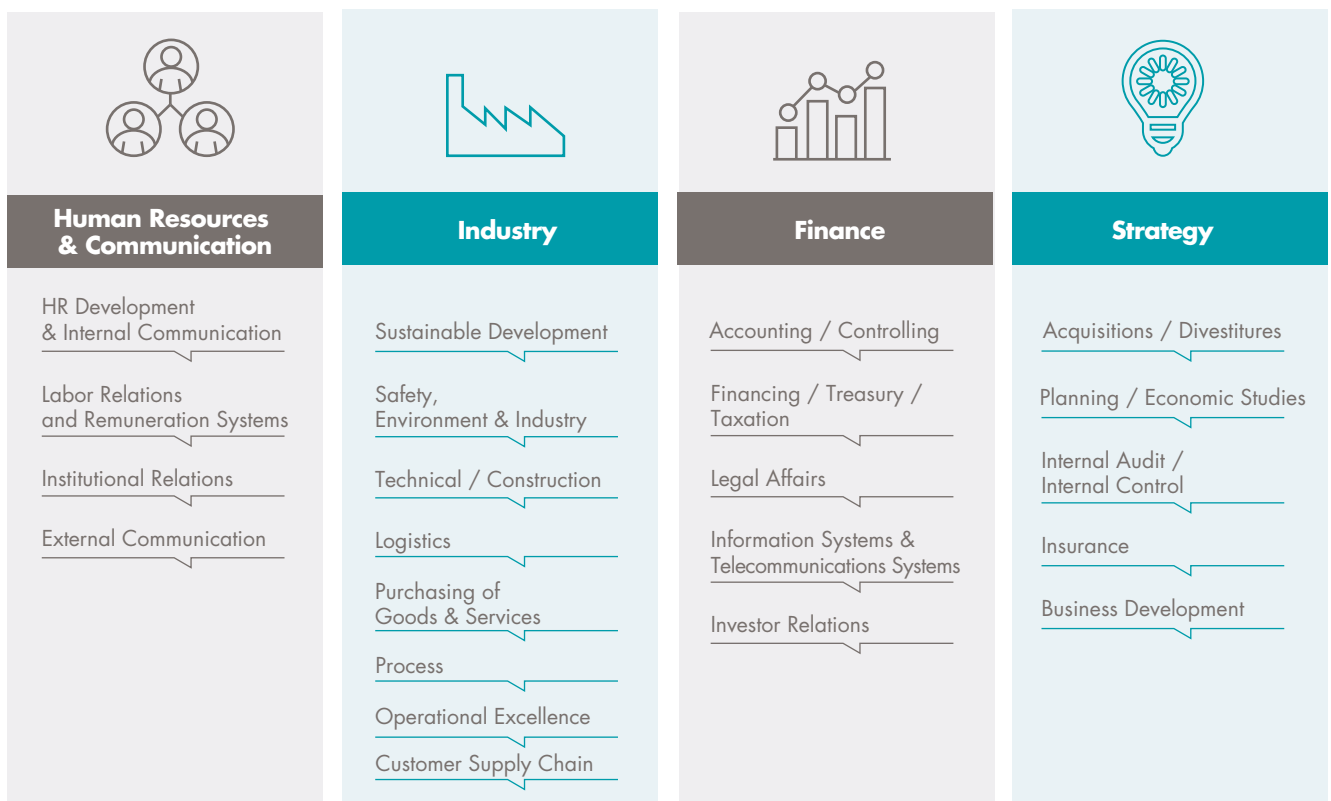 Human Resources
& Communication
HR Development
& Internal Communication
Labor Relations
and Remuneration Systems
Institutional Relations
External Communication
Industry
Sustainable Development
Safety,
Environment & Industry
Technical / Construction
Logistics
Purchasing of
Goods & Services
Process
Operational Excellence
Customer Supply Chain
Finance
Accounting / Controlling
Financing / Treasury /
Taxation
Legal Affairs
Information Systems &
Telecommunications Systems
Investor Relations
Strategy
Acquisitions / Divestitures
Planning / Economic Studies
Internal Audit /
Internal Control
Insurance
Business Development